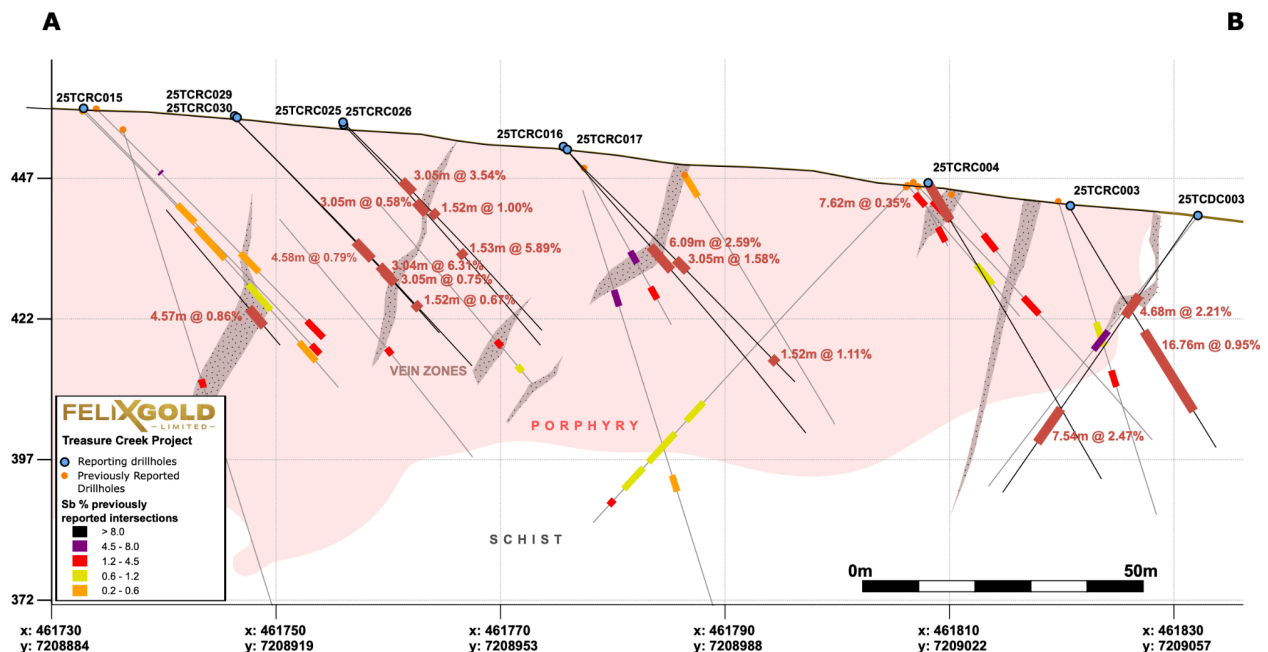 A
B
25TCRC015
25TCRC029
25TCRC030
25TCRC025
25TCRC026
25TCRC016
25TCRC017
25TCRC004
25TCRC003
25TCDC003
447
422
397
372
3.05m @ 3.54%
3.05m @ 0.58%
1.52m @ 1.00%
1.53m @ 5.89%
4.58m @ 0.79%
3.04m @ 6.31%
3.05m @ 0.75%
1.52m @ 0.67%
4.57m @ 0.86%
6.09m @ 2.59%
3.05m @ 1.58%
1.52m @ 1.11%
7.62m @ 0.35%
4.68m @ 2.21%
16.76m @ 0.95%
7.54m @ 2.47%
VEIN ZONES
PORPHYRY
SCHIST
FELIXGOLD
LIMITED
Treasure Creek Project
Reporting drillholes
Previously Reported
Drillholes
Sb % previously
reported intersections
> 8.0
4.5 - 8.0
1.2 - 4.5
0.6 - 1.2
0.2 - 0.6
0m
50m
x: 461730
y: 7208884
x: 461750
y: 7208919
x: 461770
y: 7208953
x: 461790
y: 7208988
x: 461810
y: 7209022
x: 461830
y: 7209057